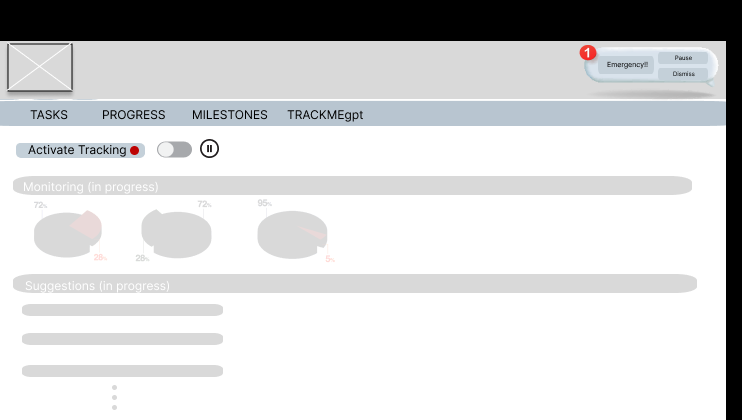 1
Emergency!!
Pause
Dismiss
TASKS PROGRESS MILESTONES TRACKMEgpt
Activate Tracking
Monitoring (in progress)
72% 72% 95%
28% 28% 5%
Suggestions (in progress)